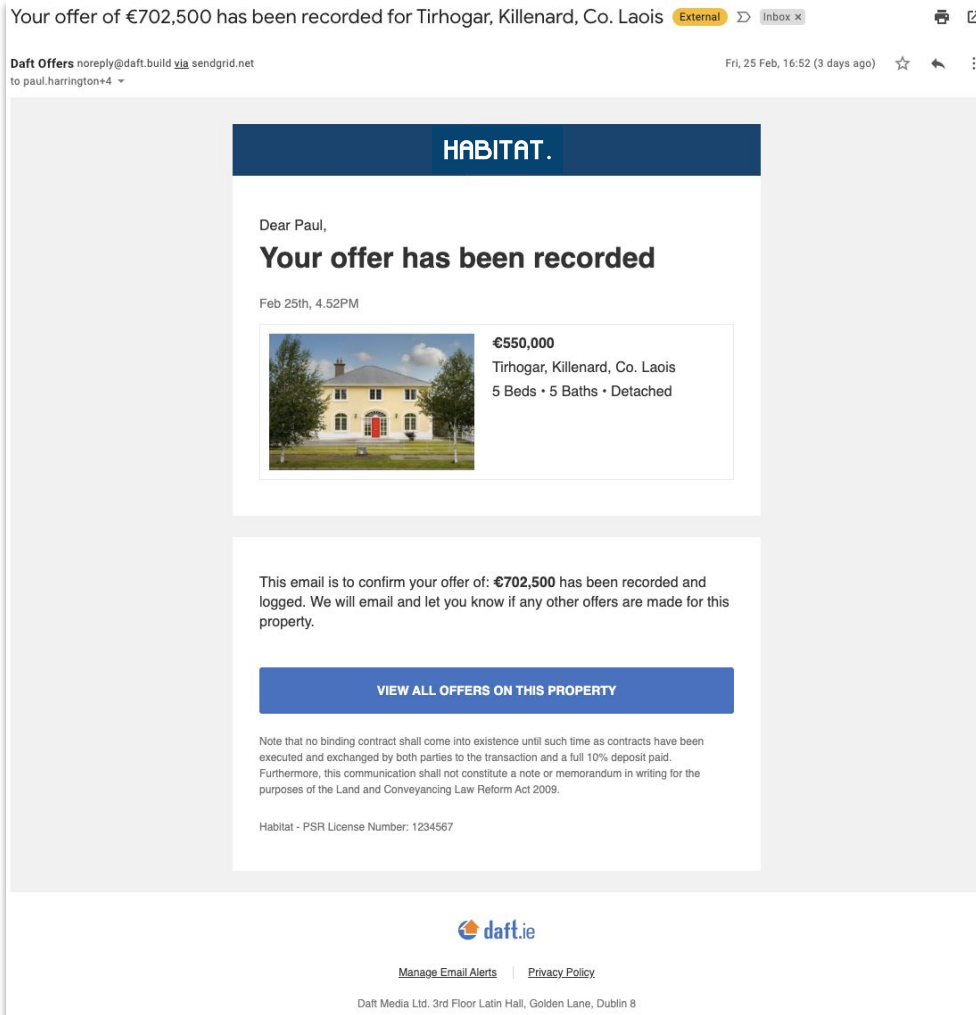 Your offer of €702,500 has been recorded for Tirhogar, Killenard, Co. Laois External Inbox ×
Daft Offers noreply@daft.build via sendgrid.net Fri, 25 Feb, 16:52 (3 days ago)
to paul.harrington+4
HABITAT.
Dear Paul,
Your offer has been recorded
Feb 25th, 4.52PM
€550,000
Tirhogar, Killenard, Co. Laois
5 Beds • 5 Baths • Detached
This email is to confirm your offer of: €702,500 has been recorded and
logged. We will email and let you know if any other offers are made for this
property.
VIEW ALL OFFERS ON THIS PROPERTY
Note that no binding contract shall come into existence until such time as contracts have been
executed and exchanged by both parties to the transaction and a full 10% deposit paid.
Furthermore, this communication shall not constitute a note or memorandum in writing for the
purposes of the Land and Conveyancing Law Reform Act 2009.
Habitat - PSR License Number: 1234567
daft.ie
Manage Email Alerts | Privacy Policy
Daft Media Ltd. 3rd Floor Latin Hall, Golden Lane, Dublin 8